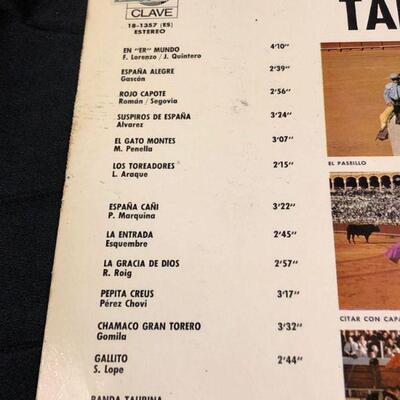 CLAVE
18-1357 (ES)
ESTEREO
EN "ER" MUNDO 4'10"
F. Lorenzo / J. Quintero
ESPAÑA ALEGRE 2'39"
Gascón
ROJO CAPOTE 2'56"
Román / Segovia
SUSPIROS DE ESPAÑA 3'24"
Alvarez
EL GATO MONTES 3'07"
M. Penella
LOS TOREADORES 2'15"
L. Araque
ESPAÑA CAÑI 3'22"
P. Marquina
LA ENTRADA 2'45"
Esquembre
LA GRACIA DE DIOS 2'57"
R. Roig
PEPITA CREUS 3'17"
Pérez Chovi
CHAMACO GRAN TORERO 3'32"
Gomila
GALLITO 2'44"
S. Lope
BANDA TAURINA
TAU
EL PASEILLO
CITAR CON CAPA